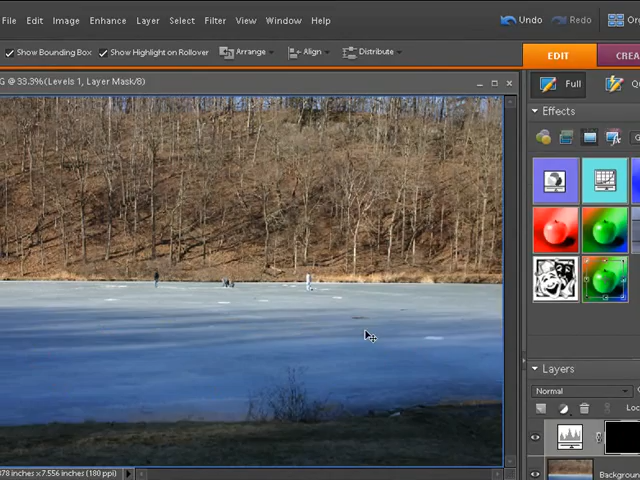 File Edit Image Enhance Layer Select Filter View Window Help Undo Redo
Show Bounding Box Show Highlight on Rollover Arrange Align Distribute
EDIT
G @ 33.3%(Levels 1, Layer Mask/8)
Full
Effects
Layers
Normal
Backgroun
878 inches x 7.556 inches (180 ppi)